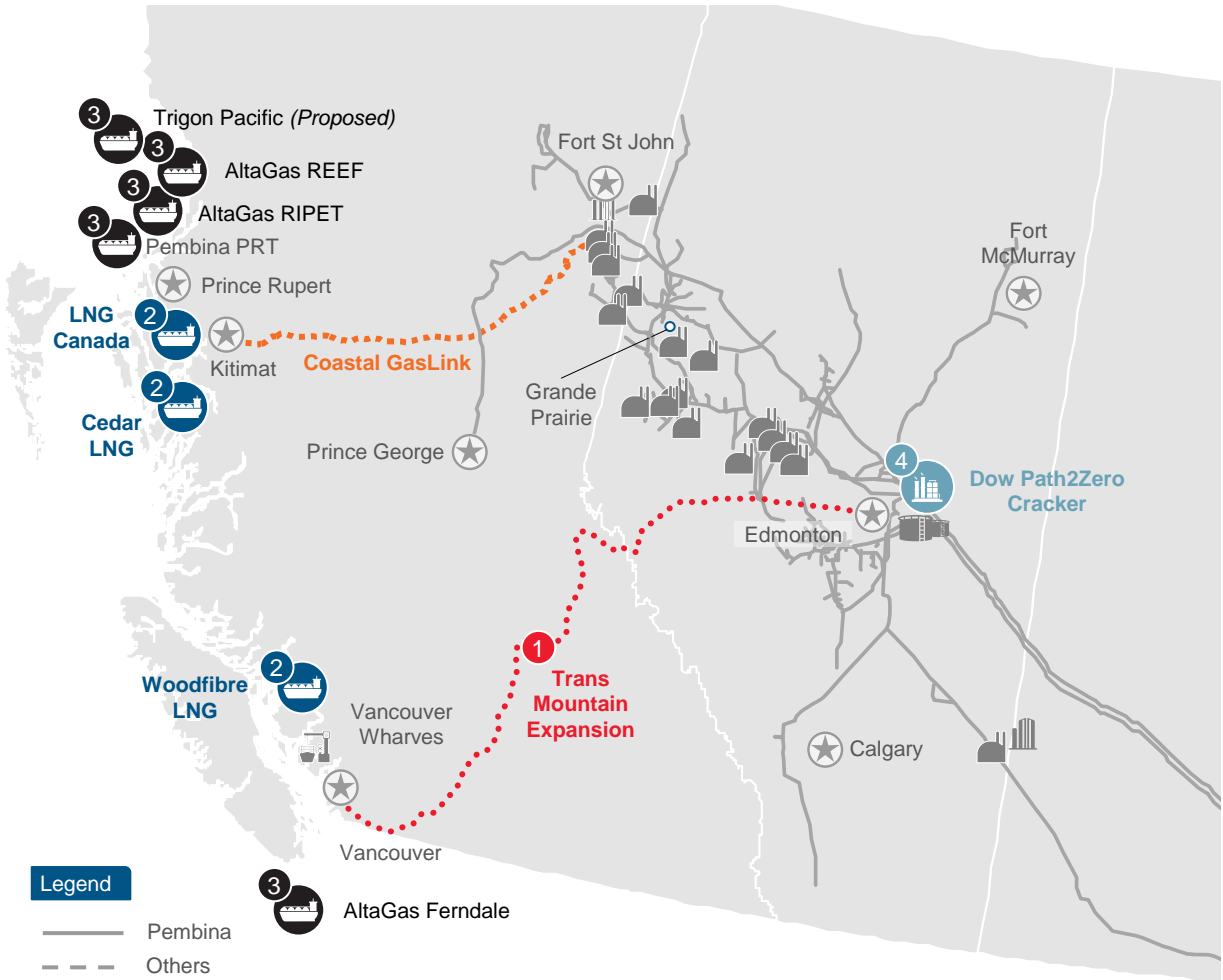 3
Trigon Pacific (Proposed)
3
AltaGas REEF
3
AltaGas RIPET
3
Pembina PRT
Prince Rupert
LNG
Canada
2
Kitimat
Coastal GasLink
Cedar
LNG
2
Fort St John
Fort
McMurray
Grande
Prairie
Prince George
4
Dow Path2Zero
Cracker
Edmonton
1
Trans
Mountain
Expansion
Woodfibre
LNG
2
Vancouver
Wharves
Calgary
Vancouver
3
AltaGas Ferndale
Legend
Pembina
Others